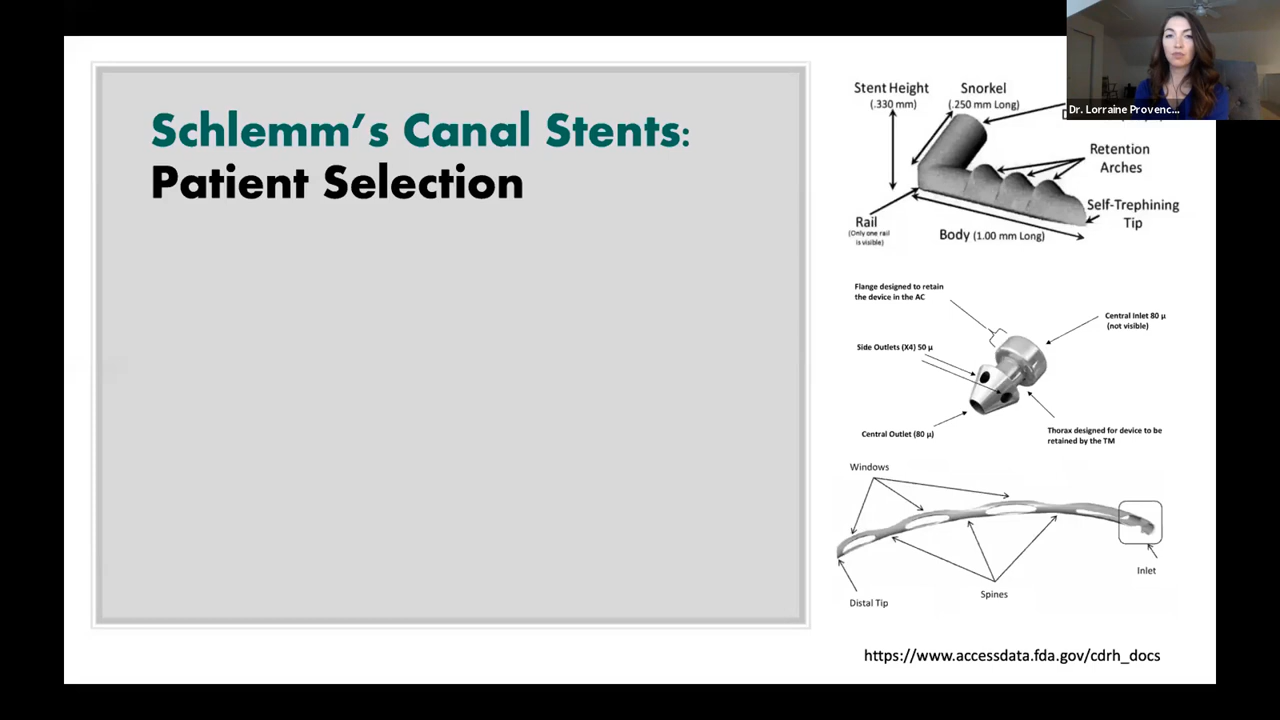 Schlemm's Canal Stents:
Patient Selection
Stent Height
(.330 mm)
Snorkel
(.250 mm Long)
Retention
Arches
Self-Trephining
Tip
Rail
(Only one rail
is visible)
Body (1.00 mm Long)
Flange designed to retain
the device in the AC
Central Inlet 80 µ
(not visible)
Side Outlets (X4) 50 µ
Central Outlet (80 µ)
Thorax designed for device to be
retained by the TM
Windows
Inlet
Spines
Distal Tip
https://www.accessdata.fda.gov/cdrh_docs
Dr. Lorraine Provenc...